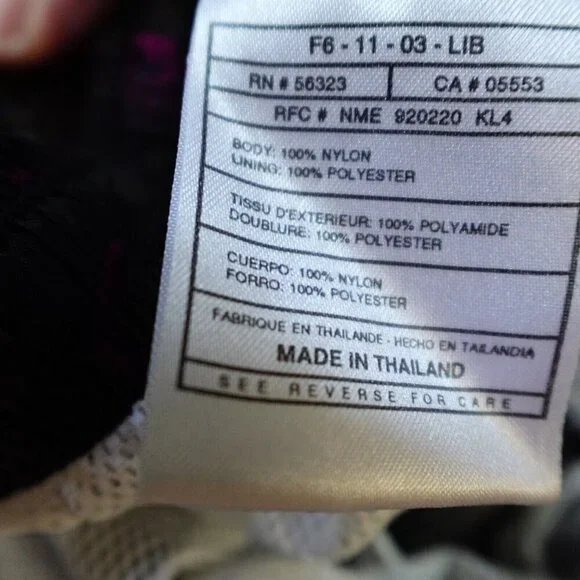 F6 - 11 - 03 - LIB
RN # 56323 CA # 05553
RFC # NME 920220 KL4
BODY: 100% NYLON
LINING: 100% POLYESTER
TISSU D'EXTERIEUR: 100% POLYAMIDE
DOUBLURE: 100% POLYESTER
CUERPO: 100% NYLON
FORRO: 100% POLYESTER
FABRIQUE EN THAILANDE - HECHO EN TAILANDIA
MADE IN THAILAND
SEE REVERSE FOR CARE